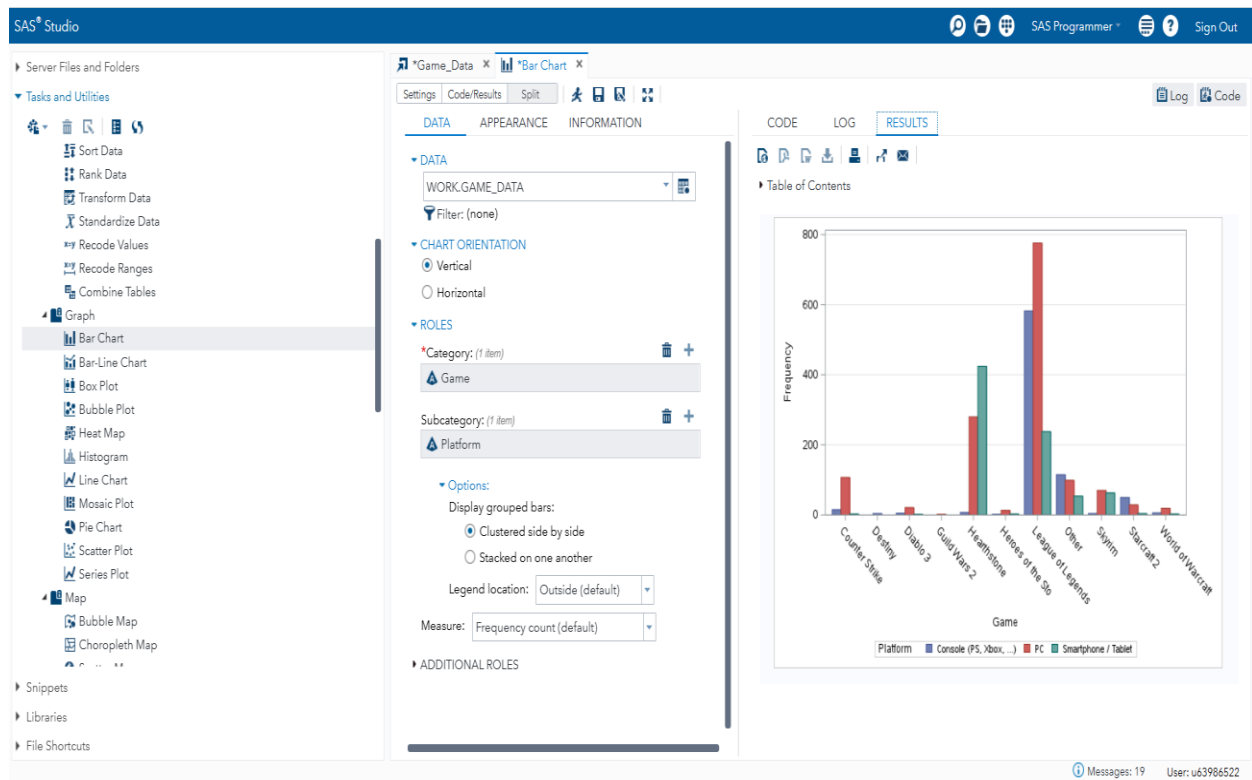 SAS® Studio
SAS Programmer
Sign Out
Server Files and Folders
Tasks and Utilities
Sort Data
Rank Data
Transform Data
Standardize Data
Recode Values
Recode Ranges
Combine Tables
Graph
Bar Chart
Bar-Line Chart
Box Plot
Bubble Plot
Heat Map
Histogram
Line Chart
Mosaic Plot
Pie Chart
Scatter Plot
Series Plot
Map
Bubble Map
Choropleth Map
Snippets
Libraries
File Shortcuts
*Game_Data x
*Bar Chart x
Settings Code/Results Split
Log Code
DATA APPEARANCE INFORMATION
DATA
WORK.GAME_DATA
Filter: (none)
CHART ORIENTATION
Vertical
Horizontal
ROLES
*Category: (1 item)
Game
Subcategory: (1 item)
Platform
Options:
Display grouped bars:
Clustered side by side
Stacked on one another
Legend location: Outside (default)
Measure: Frequency count (default)
ADDITIONAL ROLES
CODE LOG RESULTS
Table of Contents
800
600
400
200
0
Frequency
Counter Strike
Destiny
Diablo 3
Guild Wars 2
Hearthstone
Heroes of the Sto
League of Legends
Other
Skyrim
Starcraft 2
World of Warcraft
Game
Platform Console (PS, Xbox, ...) PC Smartphone / Tablet
Messages: 19 User: u63986522